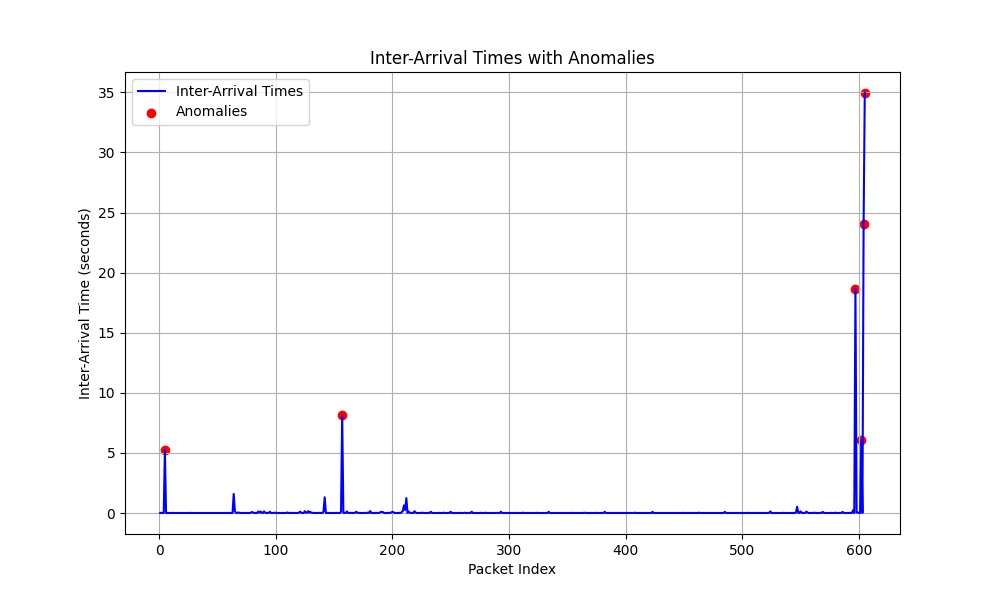 Inter-Arrival Times with Anomalies
Inter-Arrival Times
Anomalies
35
30
25
20
15
10
5
0
Inter-Arrival Time (seconds)
0 100 200 300 400 500 600
Packet Index